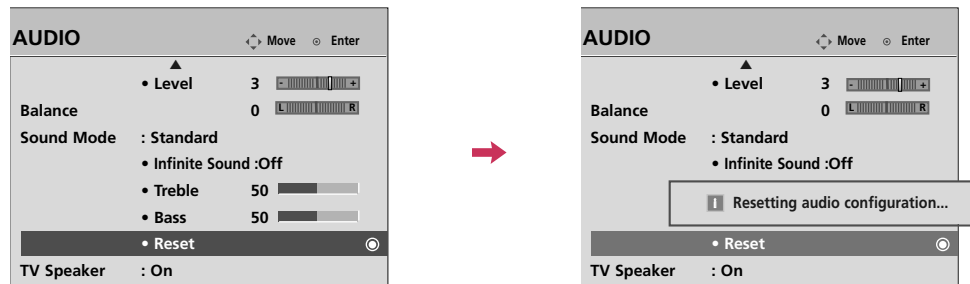 AUDIO Move Enter
• Level 3 - +
Balance 0 L R
Sound Mode : Standard
• Infinite Sound :Off
• Treble 50
• Bass 50
• Reset
TV Speaker : On
AUDIO Move Enter
• Level 3 - +
Balance 0 L R
Sound Mode : Standard
• Infinite Sound :Off
I Resetting audio configuration...
• Reset
TV Speaker : On